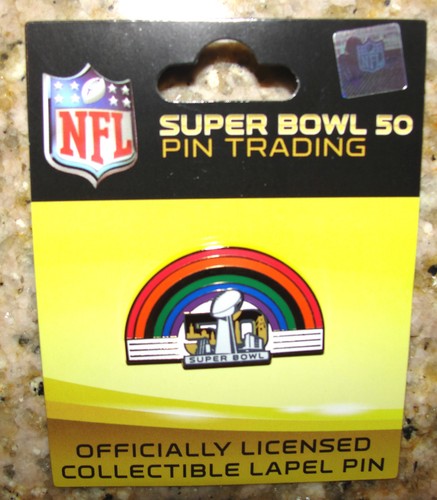 NFL
SUPER BOWL 50
PIN TRADING
50
SUPER BOWL
OFFICIALLY LICENSED
COLLECTIBLE LAPEL PIN